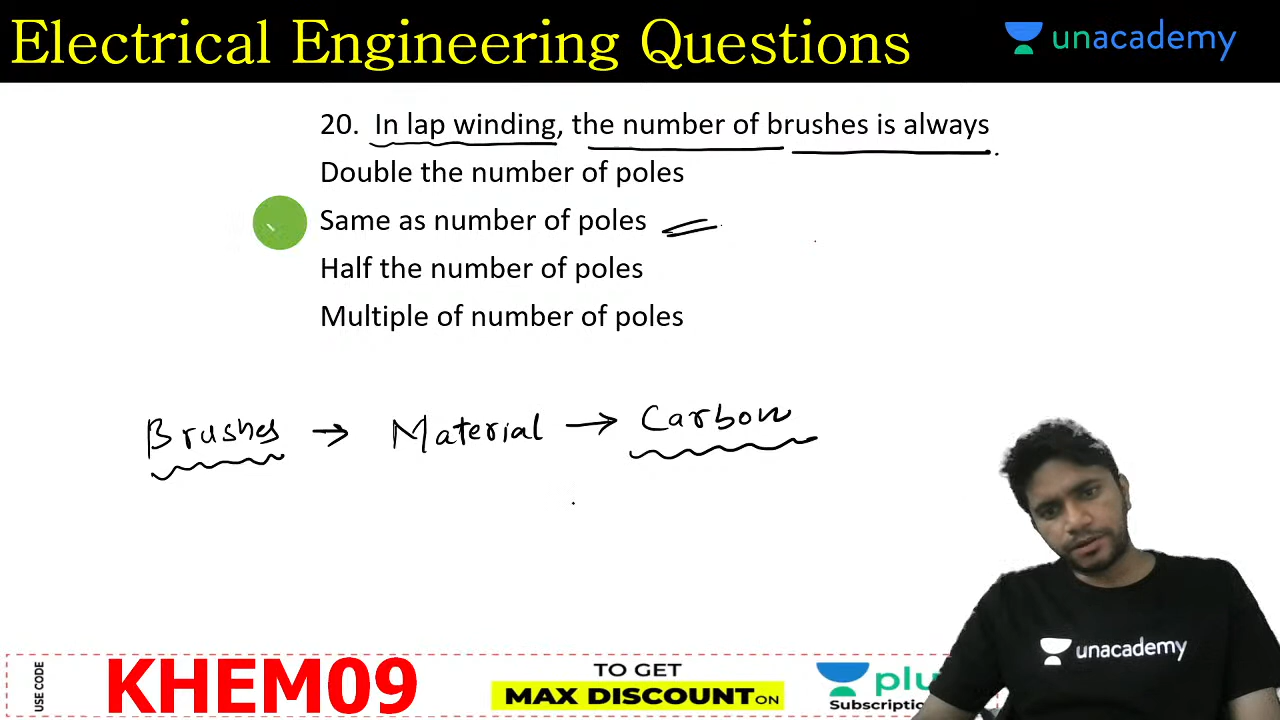 Electrical Engineering Questions
unacademy
20. In lap winding, the number of brushes is always
Double the number of poles
Same as number of poles
Half the number of poles
Multiple of number of poles
Brushes → Material → Carbon
unacademy
USE CODE
KHEM09
TO GET
MAX DISCOUNT ON
plu
Subscriptio